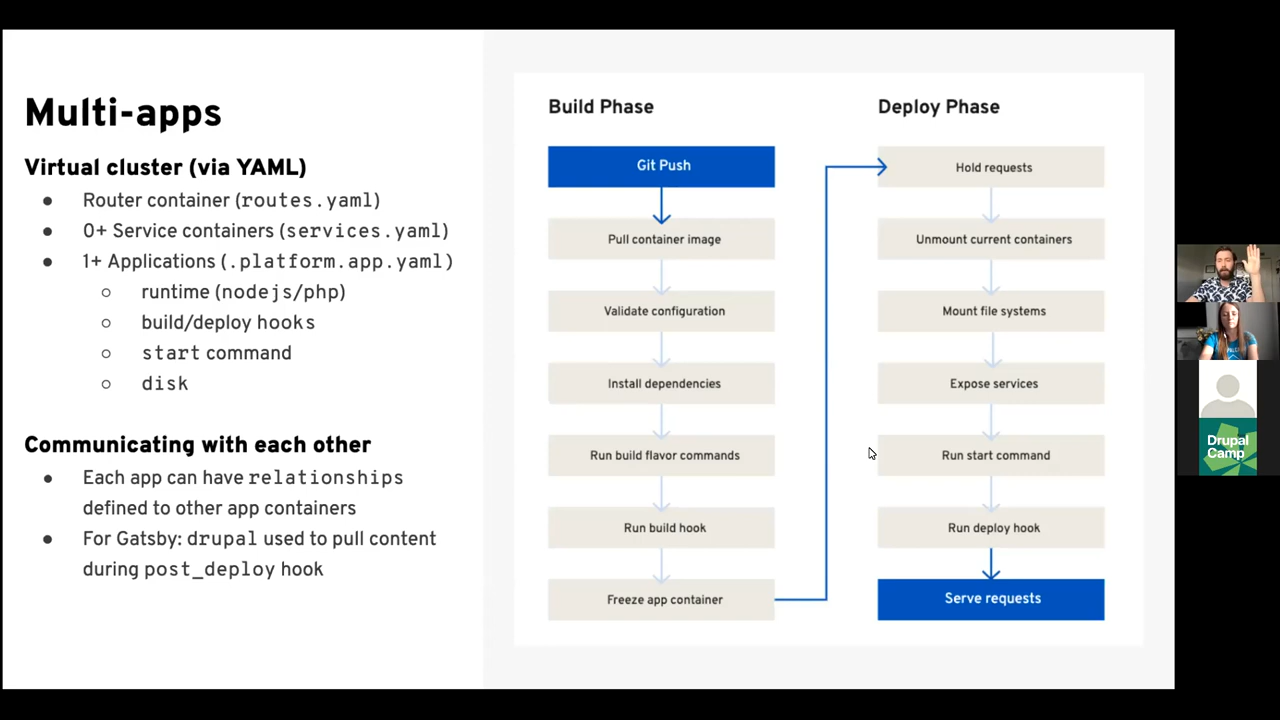 Multi-apps
Virtual cluster (via YAML)
● Router container (routes.yaml)
● 0+ Service containers (services.yaml)
● 1+ Applications (.platform.app.yaml)
○ runtime (nodejs/php)
○ build/deploy hooks
○ start command
○ disk
Communicating with each other
● Each app can have relationships
defined to other app containers
● For Gatsby: drupal used to pull content
during post_deploy hook
Build Phase
Git Push
Pull container image
Validate configuration
Install dependencies
Run build flavor commands
Run build hook
Freeze app container
Deploy Phase
Hold requests
Unmount current containers
Mount file systems
Expose services
Run start command
Run deploy hook
Serve requests
Drupal
Camp